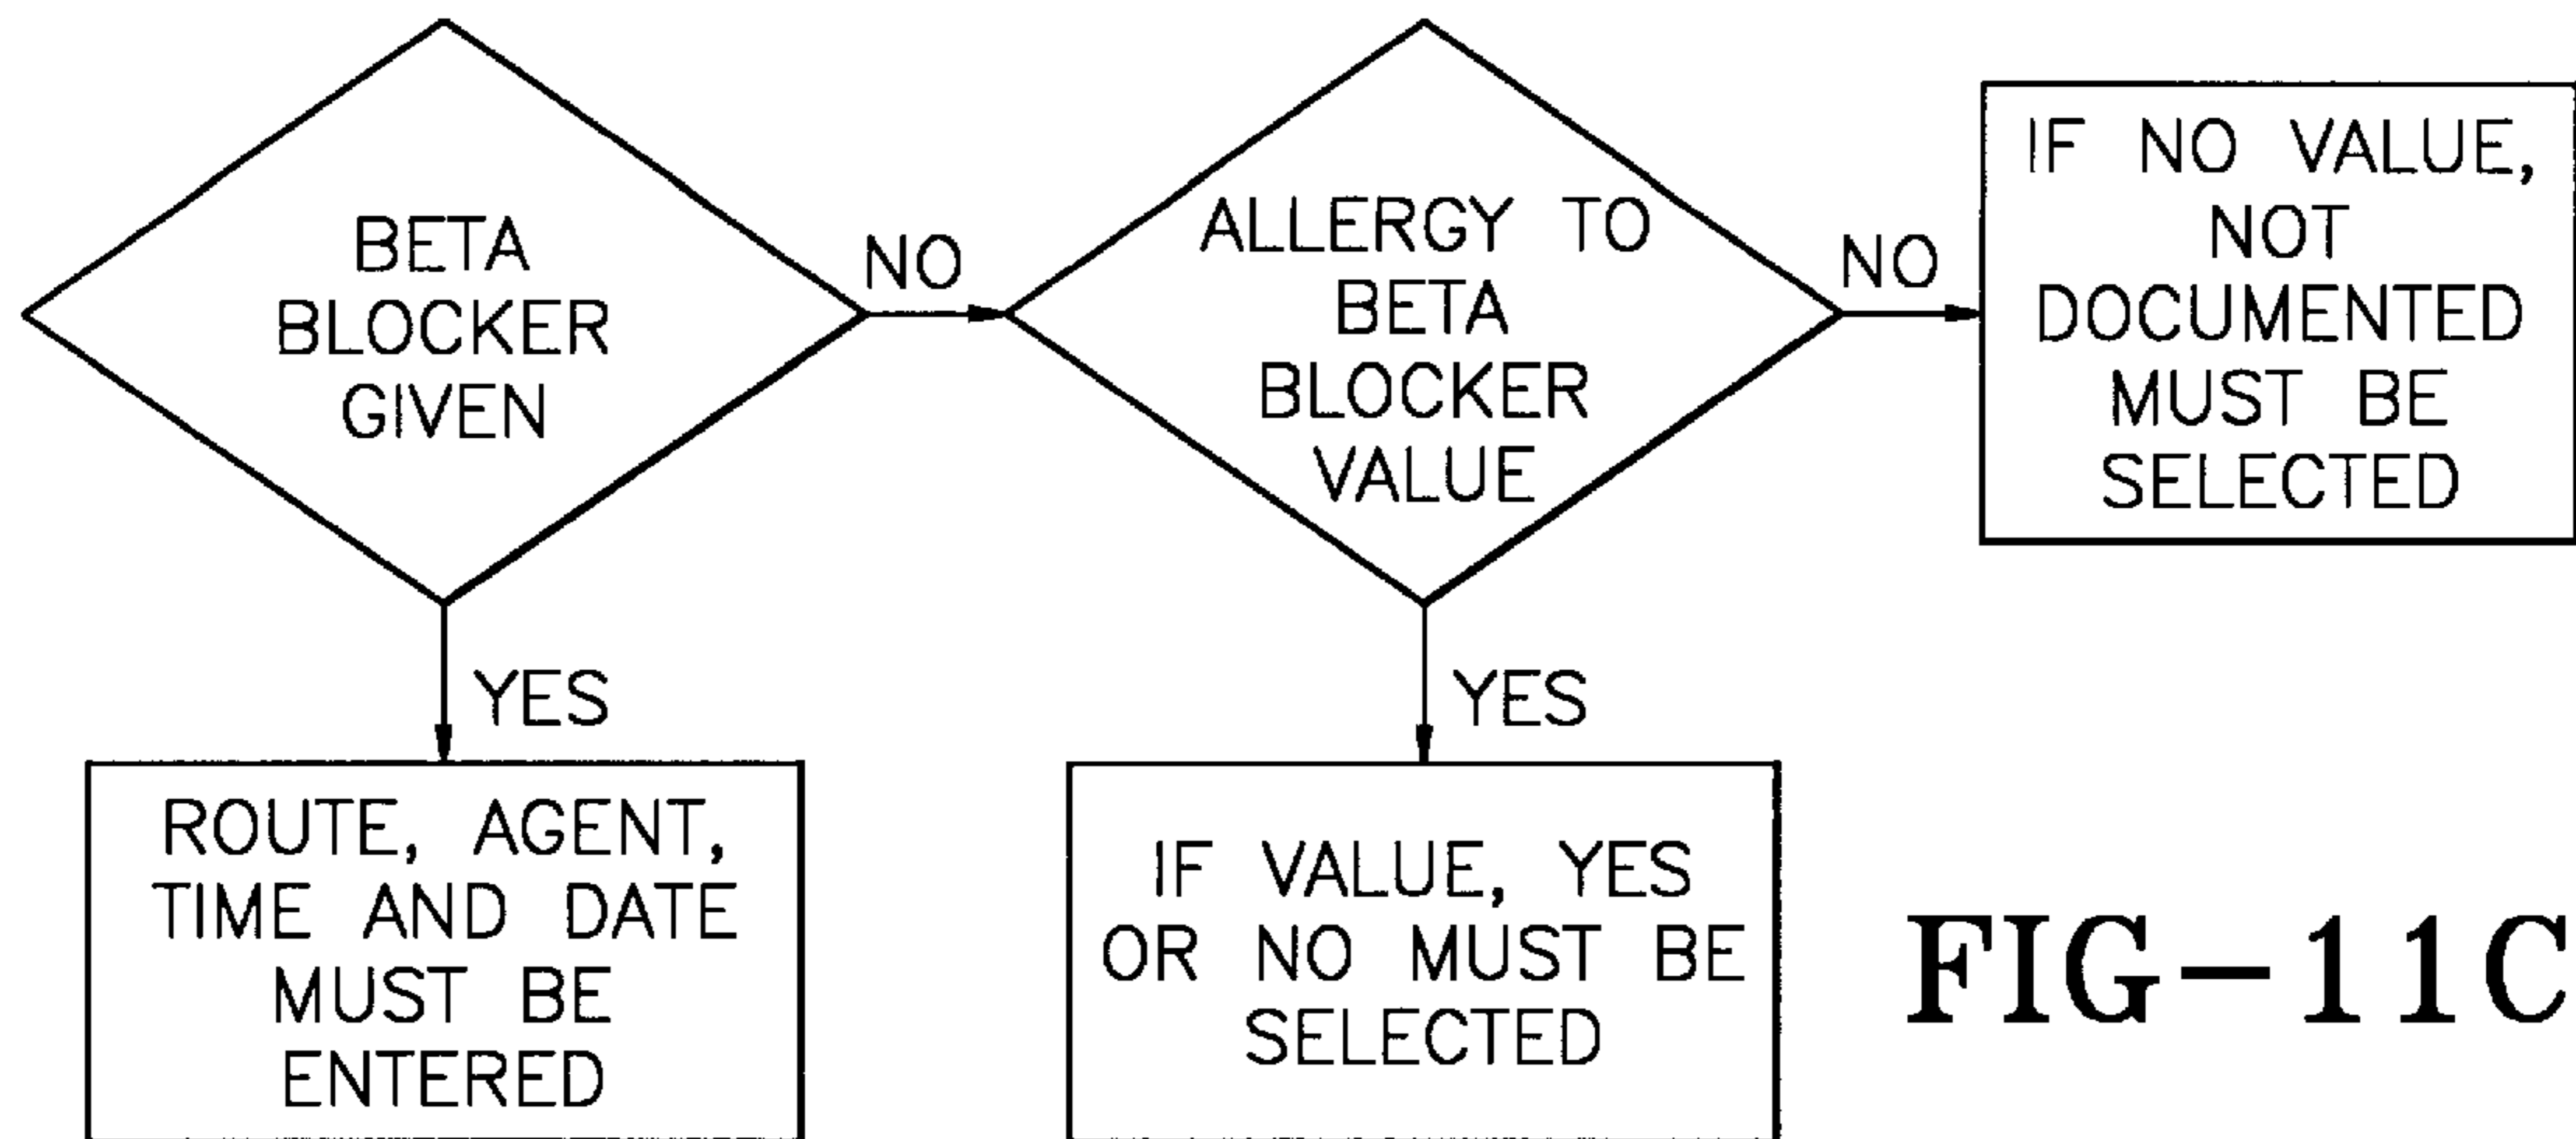 BETA
BLOCKER
GIVEN
NO
ALLERGY TO
BETA
BLOCKER
VALUE
NO
IF NO VALUE,
NOT
DOCUMENTED
MUST BE
SELECTED
YES
ROUTE, AGENT,
TIME AND DATE
MUST BE
ENTERED
YES
IF VALUE, YES
OR NO MUST BE
SELECTED
FIG-11C